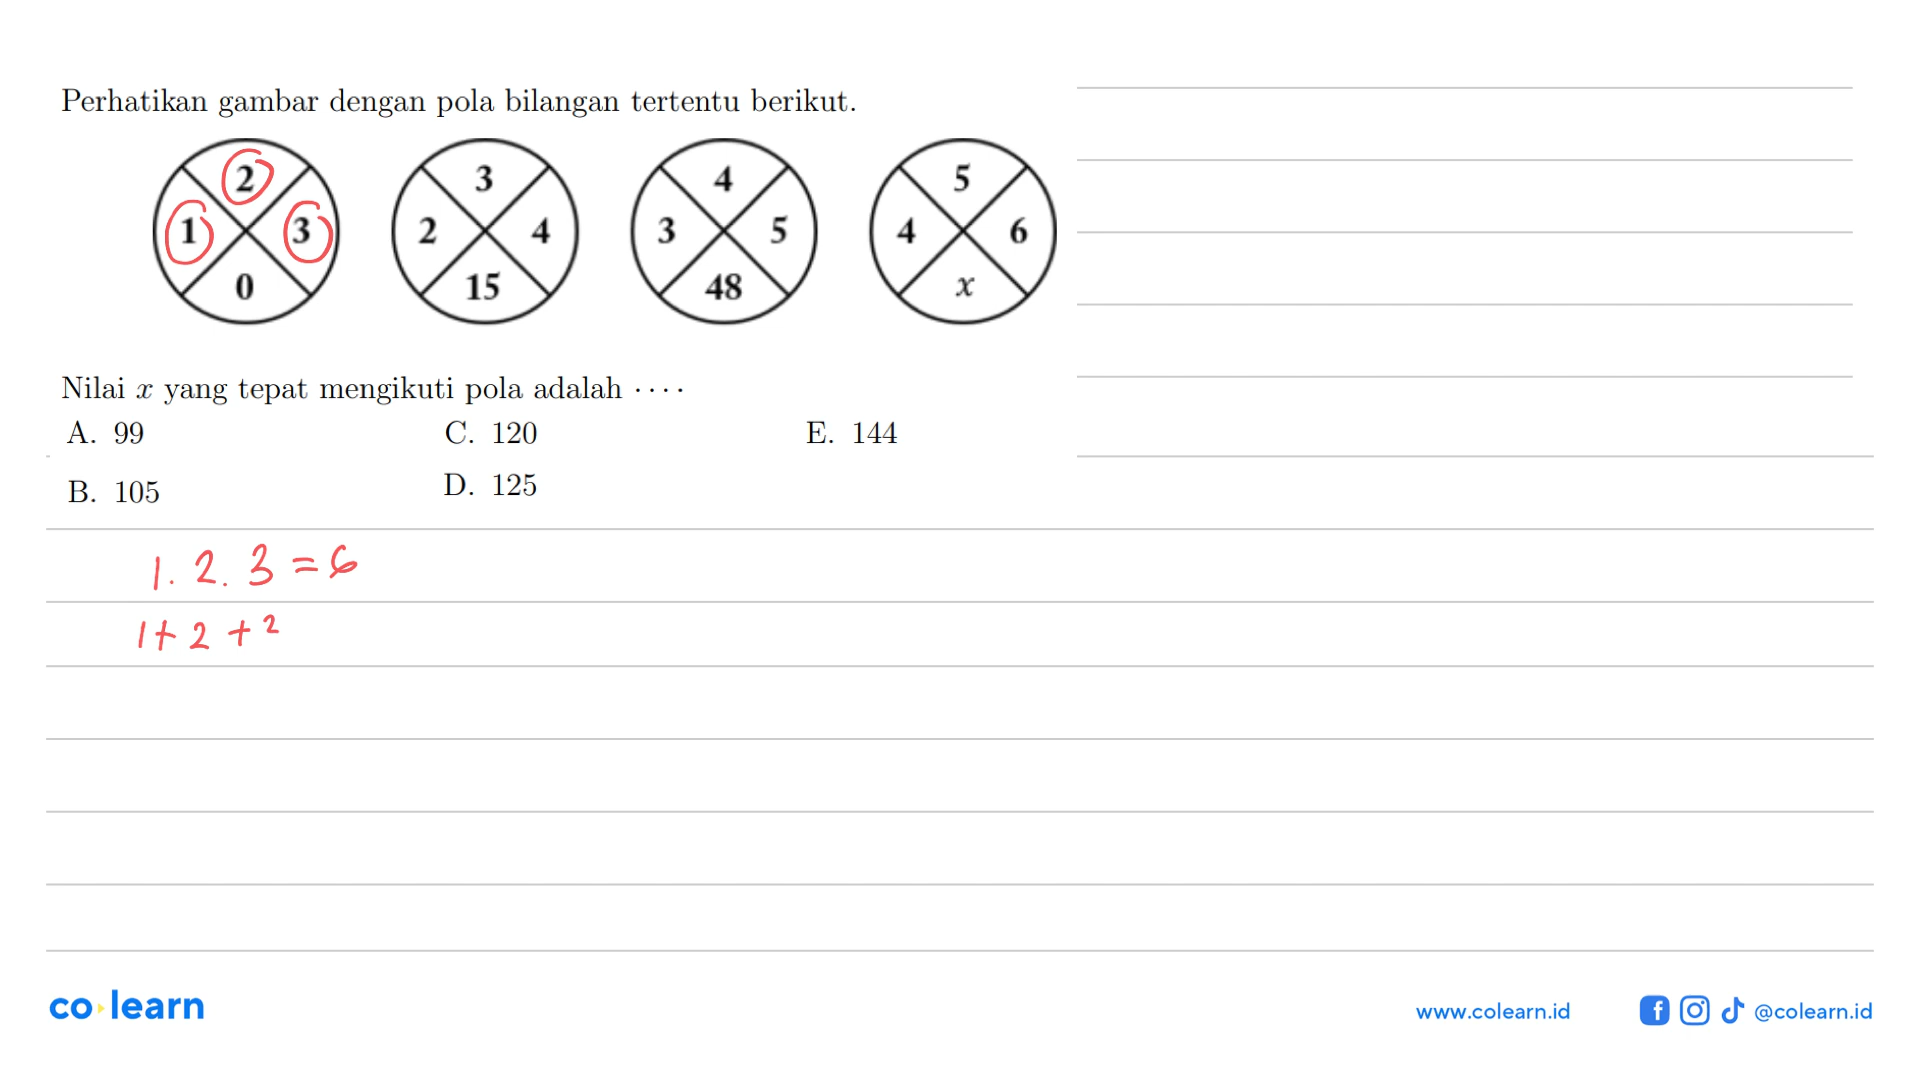 Perhatikan gambar dengan pola bilangan tertentu berikut.
2 3 4 5
1 3 2 4 3 5 4 6
0 15 48 x
Nilai x yang tepat mengikuti pola adalah ....
A. 99 C. 120 E. 144
B. 105 D. 125
1. 2. 3 = 6
1 + 2 + 2
co learn
www.colearn.id @colearn.id